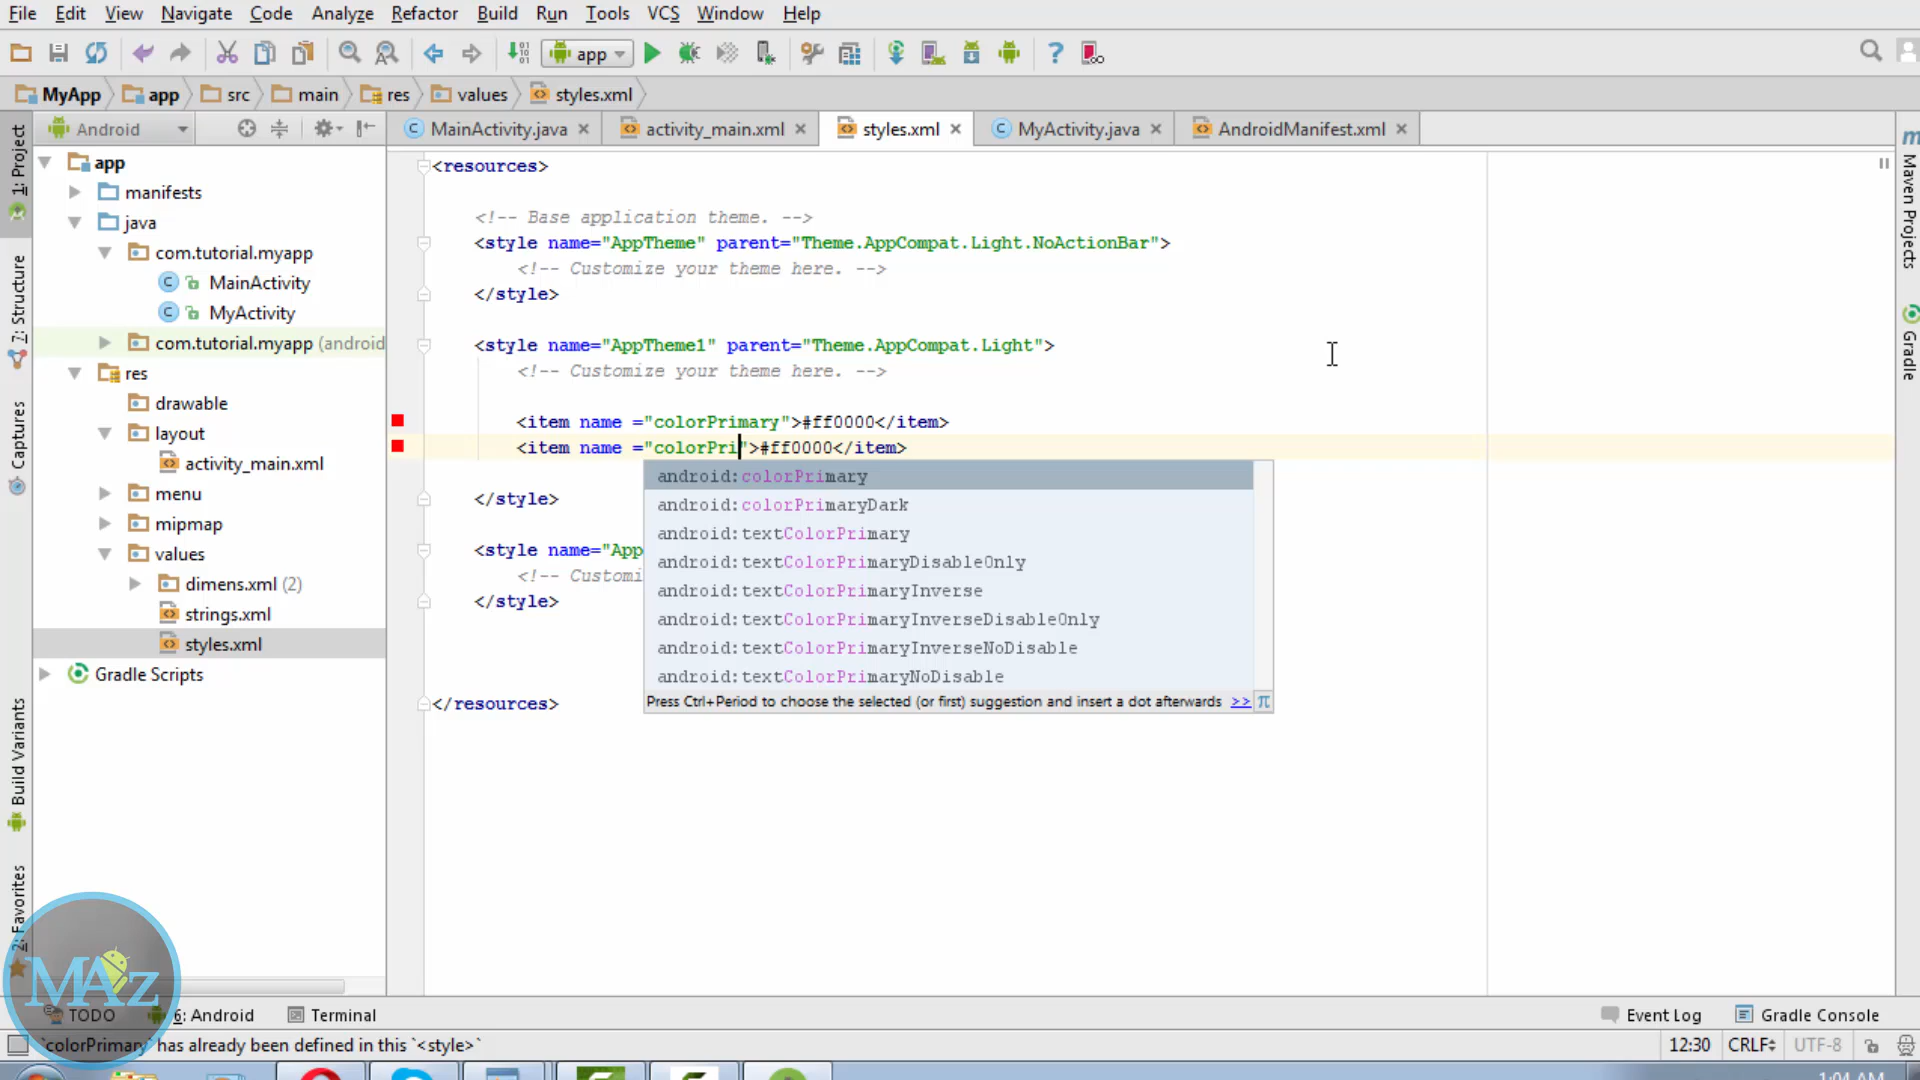 File Edit View Navigate Code Analyze Refactor Build Run Tools VCS Window Help
app
MyApp app src main res values styles.xml
Android
MainActivity.java activity_main.xml styles.xml MyActivity.java AndroidManifest.xml
1: Project
7: Structure
Captures
Build Variants
2: Favorites
app
manifests
java
com.tutorial.myapp
MainActivity
MyActivity
com.tutorial.myapp (android
res
drawable
layout
activity_main.xml
menu
mipmap
values
dimens.xml (2)
strings.xml
styles.xml
Gradle Scripts
<resources>
<!-- Base application theme. -->
<style name="AppTheme" parent="Theme.AppCompat.Light.NoActionBar">
<!-- Customize your theme here. -->
</style>
<style name="AppTheme1" parent="Theme.AppCompat.Light">
<!-- Customize your theme here. -->
<item name ="colorPrimary">#ff0000</item>
<item name ="colorPri">#ff0000</item>
</style>
<style name="App
<!-- Customi
</style>
</resources>
android:colorPrimary
android:colorPrimaryDark
android:textColorPrimary
android:textColorPrimaryDisableOnly
android:textColorPrimaryInverse
android:textColorPrimaryInverseDisableOnly
android:textColorPrimaryInverseNoDisable
android:textColorPrimaryNoDisable
Press Ctrl+Period to choose the selected (or first) suggestion and insert a dot afterwards >> π
m Maven Projects
Gradle
MAz
TODO 6: Android Terminal Event Log Gradle Console
`colorPrimary` has already been defined in this `<style>`
12:30 CRLF UTF-8
1:04 AM